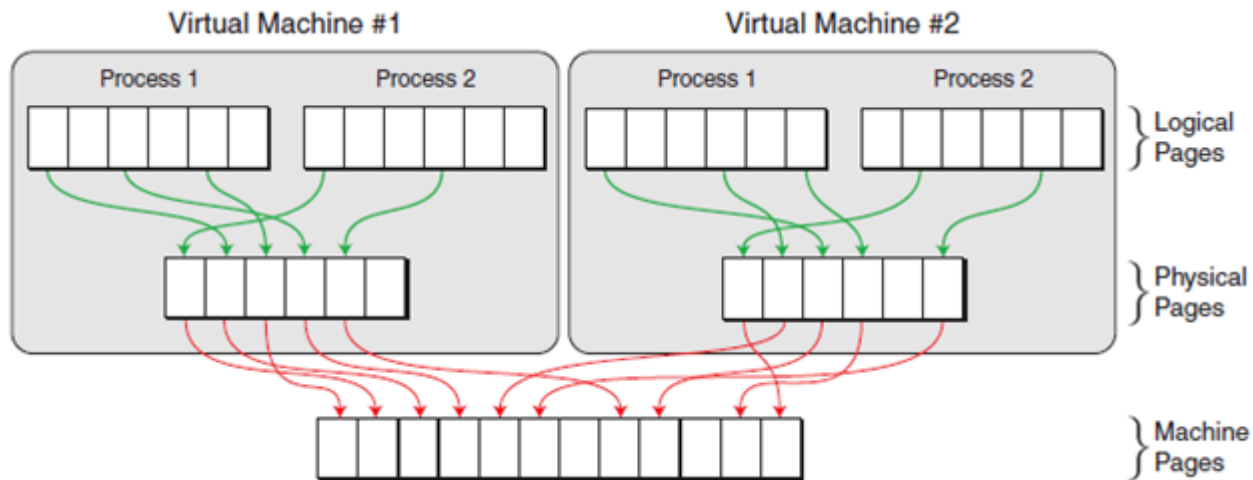 Virtual Machine #1
Virtual Machine #2
Process 1
Process 2
Process 1
Process 2
Logical
Pages
Physical
Pages
Machine
Pages